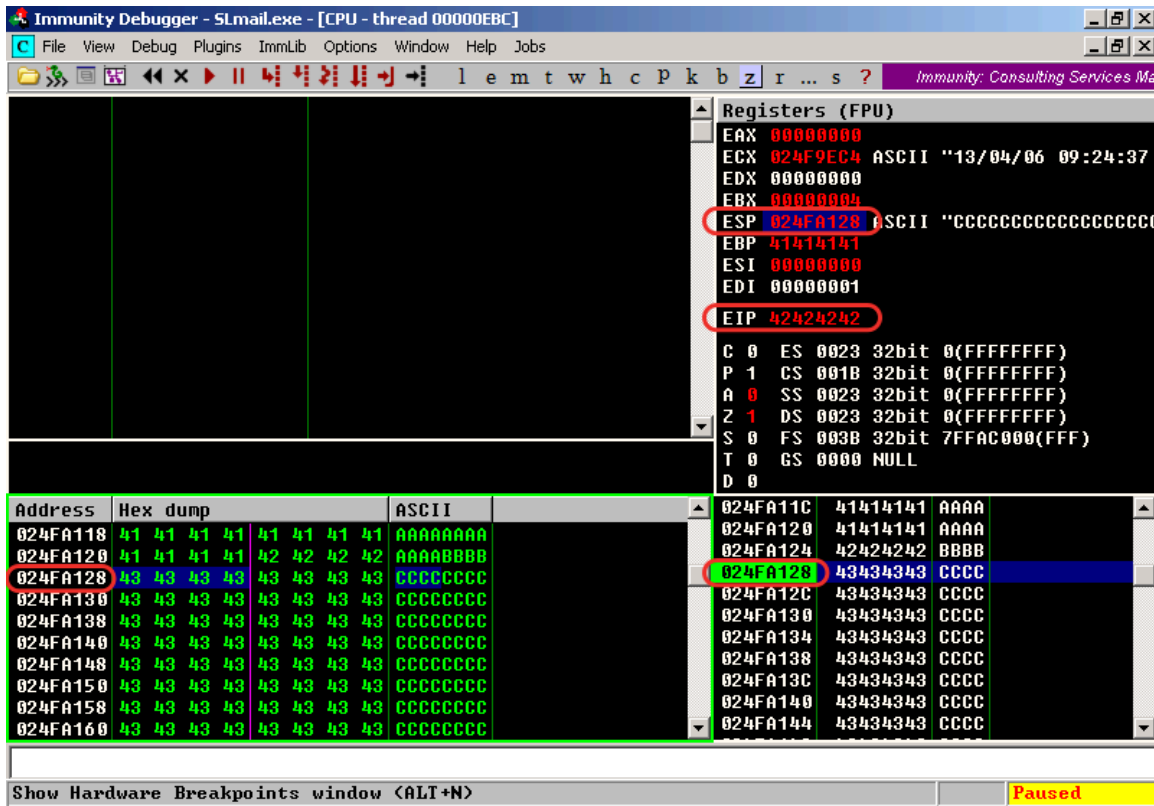 Immunity Debugger - SLmail.exe - [CPU - thread 00000EBC]
C File View Debug Plugins ImmLib Options Window Help Jobs
l e m t w h c P k b z r ... s ? Immunity: Consulting Services Ma
Registers (FPU)
EAX 00000000
ECX 024F9EC4 ASCII "13/04/06 09:24:37
EDX 00000000
EBX 00000004
ESP 024FA128 ASCII "CCCCCCCCCCCCCCCCC
EBP 41414141
ESI 00000000
EDI 00000001
EIP 42424242
C 0 ES 0023 32bit 0(FFFFFFFF)
P 1 CS 001B 32bit 0(FFFFFFFF)
A 0 SS 0023 32bit 0(FFFFFFFF)
Z 1 DS 0023 32bit 0(FFFFFFFF)
S 0 FS 003B 32bit 7FFAC000(FFF)
T 0 GS 0000 NULL
D 0
Address Hex dump ASCII
024FA118 41 41 41 41 41 41 41 41 AAAAAAAA
024FA120 41 41 41 41 42 42 42 42 AAAABBBB
024FA128 43 43 43 43 43 43 43 43 CCCCCCCC
024FA130 43 43 43 43 43 43 43 43 CCCCCCCC
024FA138 43 43 43 43 43 43 43 43 CCCCCCCC
024FA140 43 43 43 43 43 43 43 43 CCCCCCCC
024FA148 43 43 43 43 43 43 43 43 CCCCCCCC
024FA150 43 43 43 43 43 43 43 43 CCCCCCCC
024FA158 43 43 43 43 43 43 43 43 CCCCCCCC
024FA160 43 43 43 43 43 43 43 43 CCCCCCCC
024FA11C 41414141 AAAA
024FA120 41414141 AAAA
024FA124 42424242 BBBB
024FA128 43434343 CCCC
024FA12C 43434343 CCCC
024FA130 43434343 CCCC
024FA134 43434343 CCCC
024FA138 43434343 CCCC
024FA13C 43434343 CCCC
024FA140 43434343 CCCC
024FA144 43434343 CCCC
Show Hardware Breakpoints window (ALT+N)
Paused